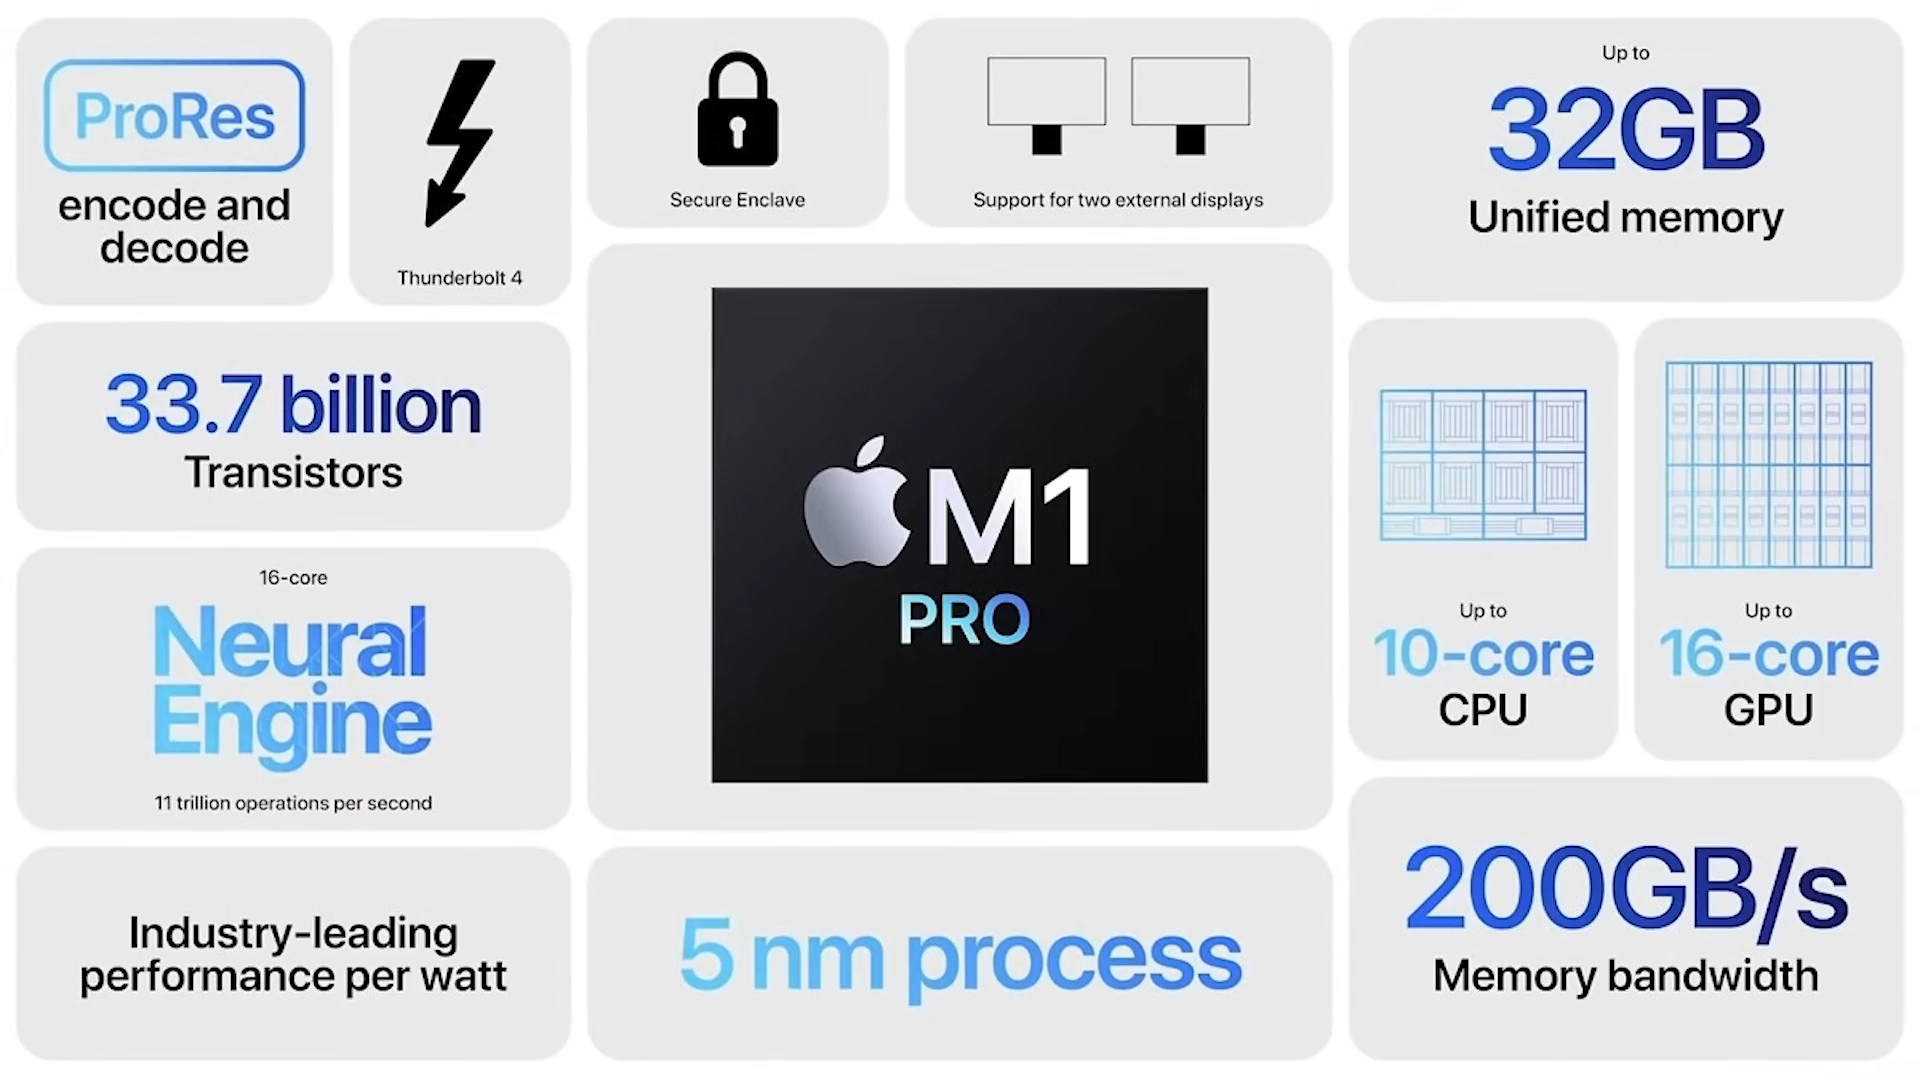 ProRes
encode and
decode
Thunderbolt 4
Secure Enclave
Support for two external displays
Up to
32GB
Unified memory
33.7 billion
Transistors
M1
PRO
Up to
10-core
CPU
Up to
16-core
GPU
16-core
Neural
Engine
11 trillion operations per second
Industry-leading
performance per watt
5 nm process
200GB/s
Memory bandwidth